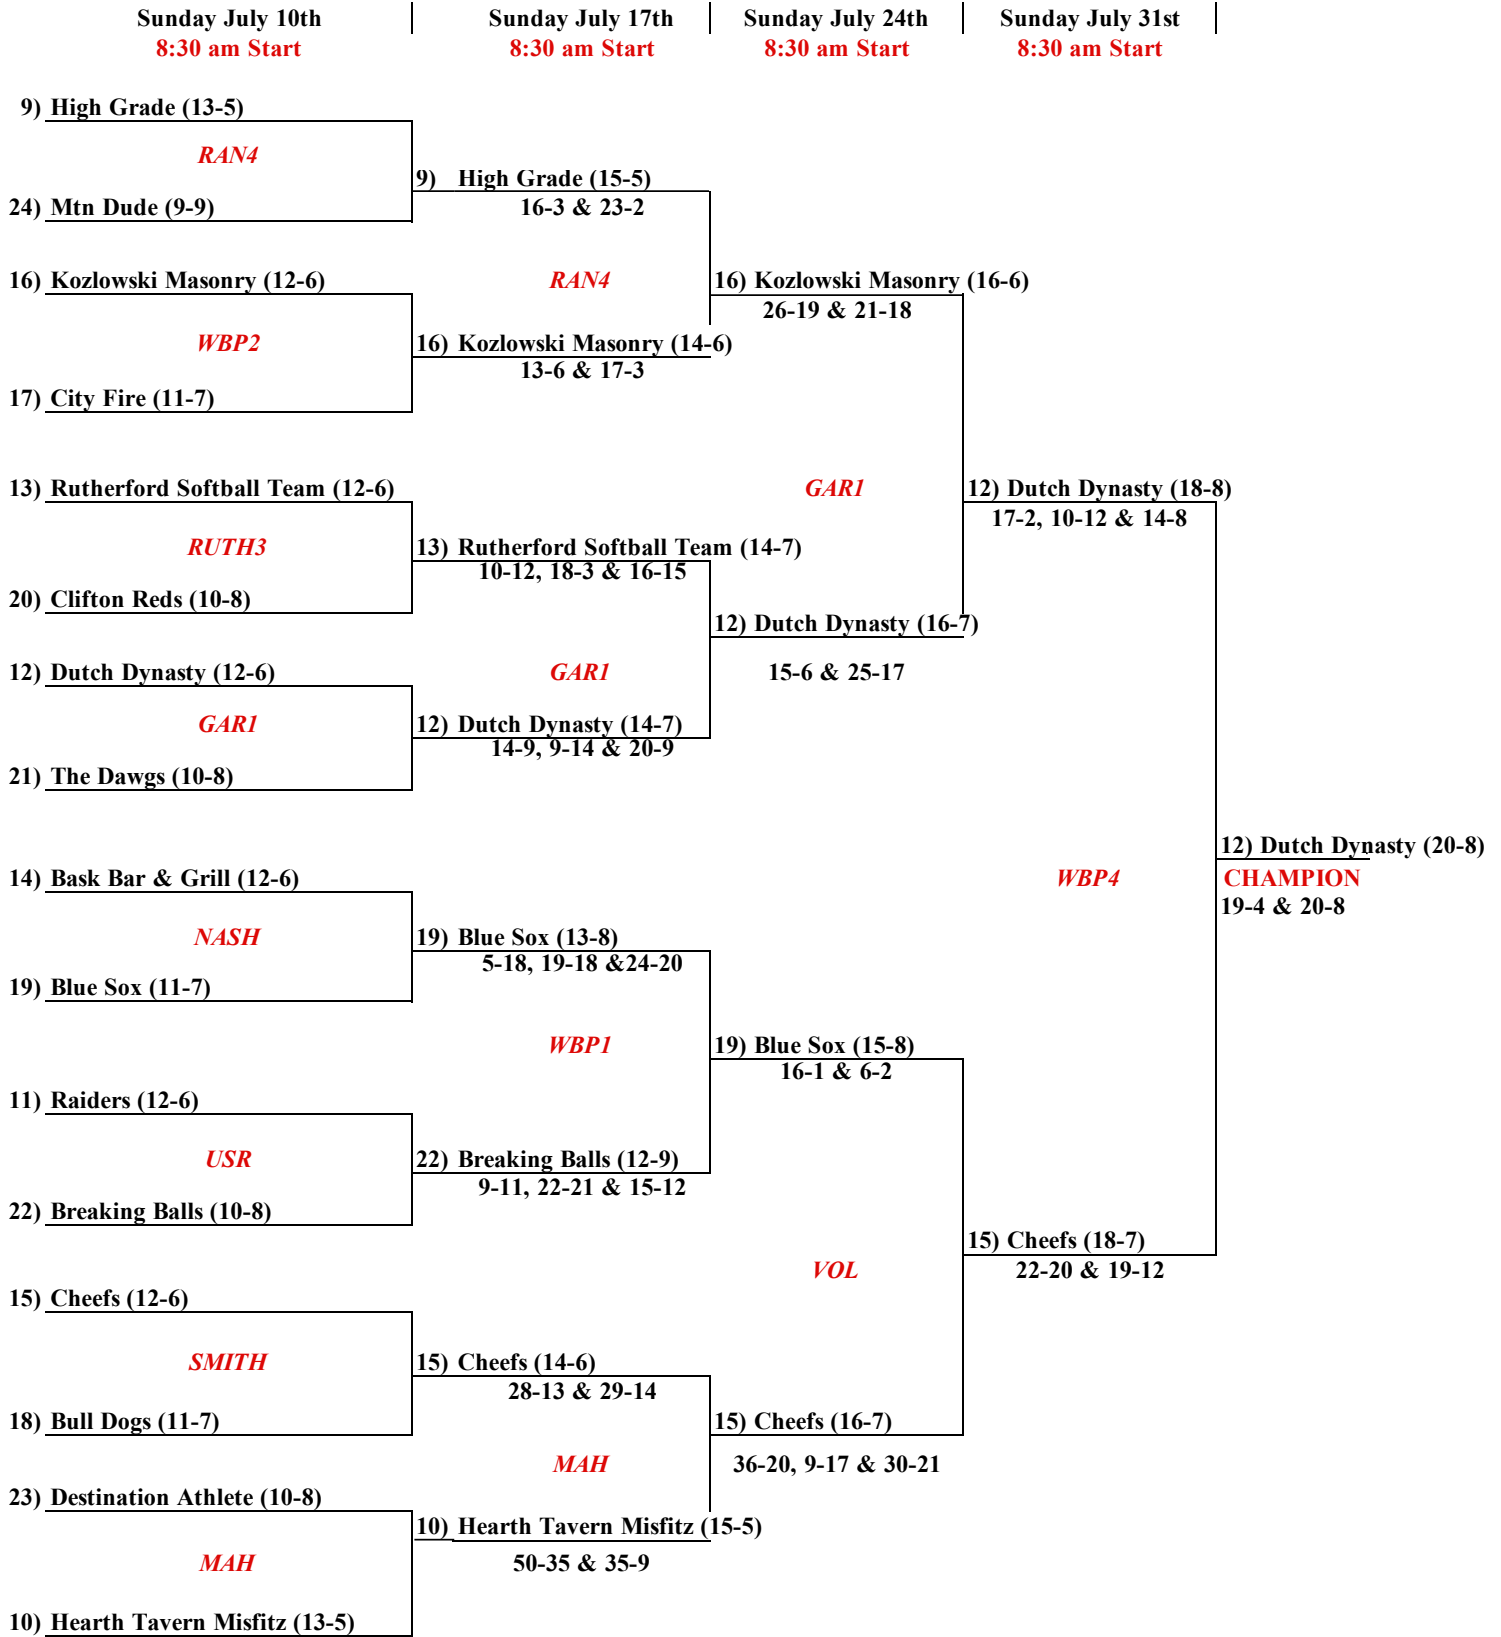 Sunday July 10th
8:30 am Start
Sunday July 17th
8:30 am Start
Sunday July 24th
8:30 am Start
Sunday July 31st
8:30 am Start
9) High Grade (13-5)
RAN4
24) Mtn Dude (9-9)
16) Kozlowski Masonry (12-6)
WBP2
17) City Fire (11-7)
13) Rutherford Softball Team (12-6)
RUTH3
20) Clifton Reds (10-8)
12) Dutch Dynasty (12-6)
GAR1
21) The Dawgs (10-8)
14) Bask Bar & Grill (12-6)
NASH
19) Blue Sox (11-7)
11) Raiders (12-6)
USR
22) Breaking Balls (10-8)
15) Cheefs (12-6)
SMITH
18) Bull Dogs (11-7)
23) Destination Athlete (10-8)
MAH
10) Hearth Tavern Misfitz (13-5)
9) High Grade (15-5)
16-3 & 23-2
RAN4
16) Kozlowski Masonry (14-6)
13-6 & 17-3
13) Rutherford Softball Team (14-7)
10-12, 18-3 & 16-15
GAR1
12) Dutch Dynasty (14-7)
14-9, 9-14 & 20-9
19) Blue Sox (13-8)
5-18, 19-18 &24-20
WBP1
22) Breaking Balls (12-9)
9-11, 22-21 & 15-12
15) Cheefs (14-6)
28-13 & 29-14
MAH
10) Hearth Tavern Misfitz (15-5)
50-35 & 35-9
16) Kozlowski Masonry (16-6)
26-19 & 21-18
GAR1
12) Dutch Dynasty (16-7)
15-6 & 25-17
19) Blue Sox (15-8)
16-1 & 6-2
VOL
15) Cheefs (16-7)
36-20, 9-17 & 30-21
12) Dutch Dynasty (18-8)
17-2, 10-12 & 14-8
WBP4
15) Cheefs (18-7)
22-20 & 19-12
12) Dutch Dynasty (20-8)
CHAMPION
19-4 & 20-8